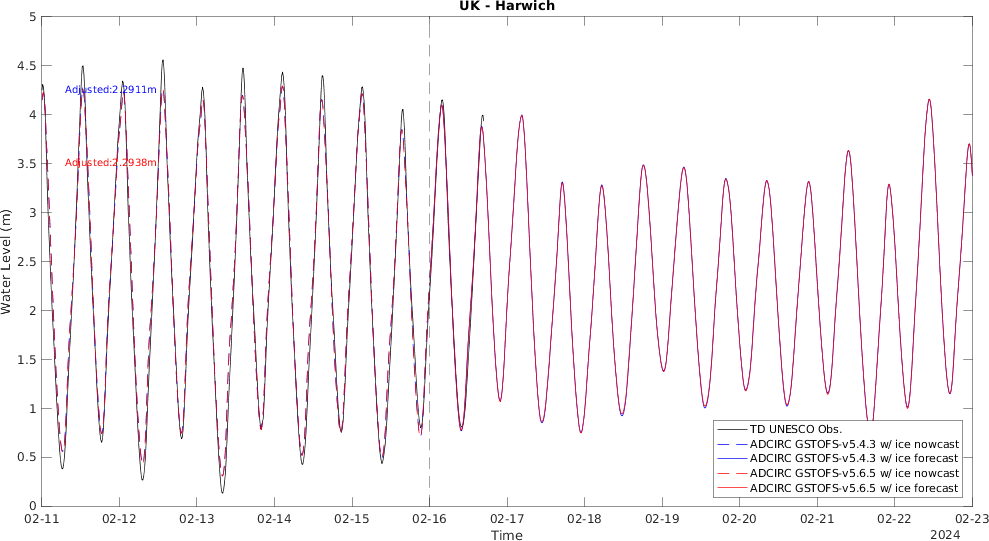 UK - Harwich
5
4.5
4
3.5
3
2.5
2
1.5
1
0.5
0
Water Level (m)
Adjusted:2.2911m
Adjusted:2.2938m
TD UNESCO Obs.
ADCIRC GSTOFS-v5.4.3 w/ ice nowcast
ADCIRC GSTOFS-v5.4.3 w/ ice forecast
ADCIRC GSTOFS-v5.6.5 w/ ice nowcast
ADCIRC GSTOFS-v5.6.5 w/ ice forecast
02-11 02-12 02-13 02-14 02-15 02-16 02-17 02-18 02-19 02-20 02-21 02-22 02-23
Time
2024